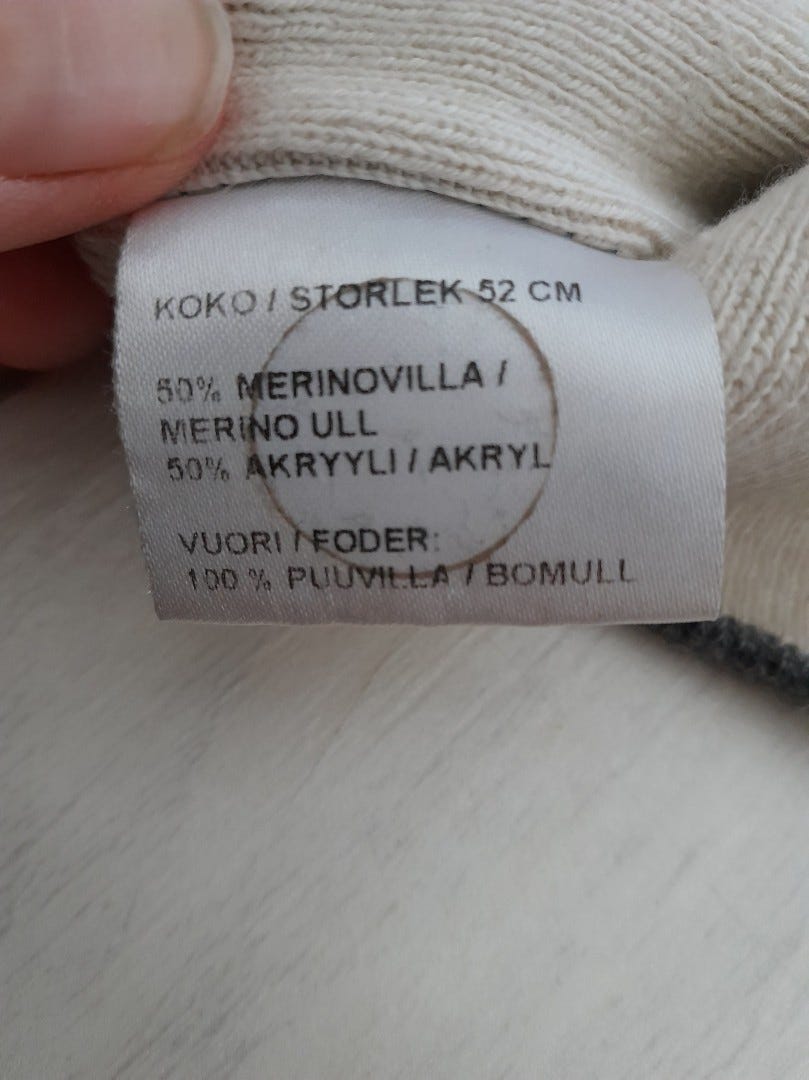 KOKO / STORLEK 52 CM
50% MERINOVILLA /
MERINO ULL
50% AKRYYLI / AKRYL
VUORI / FODER:
100 % PUUVILLA / BOMULL